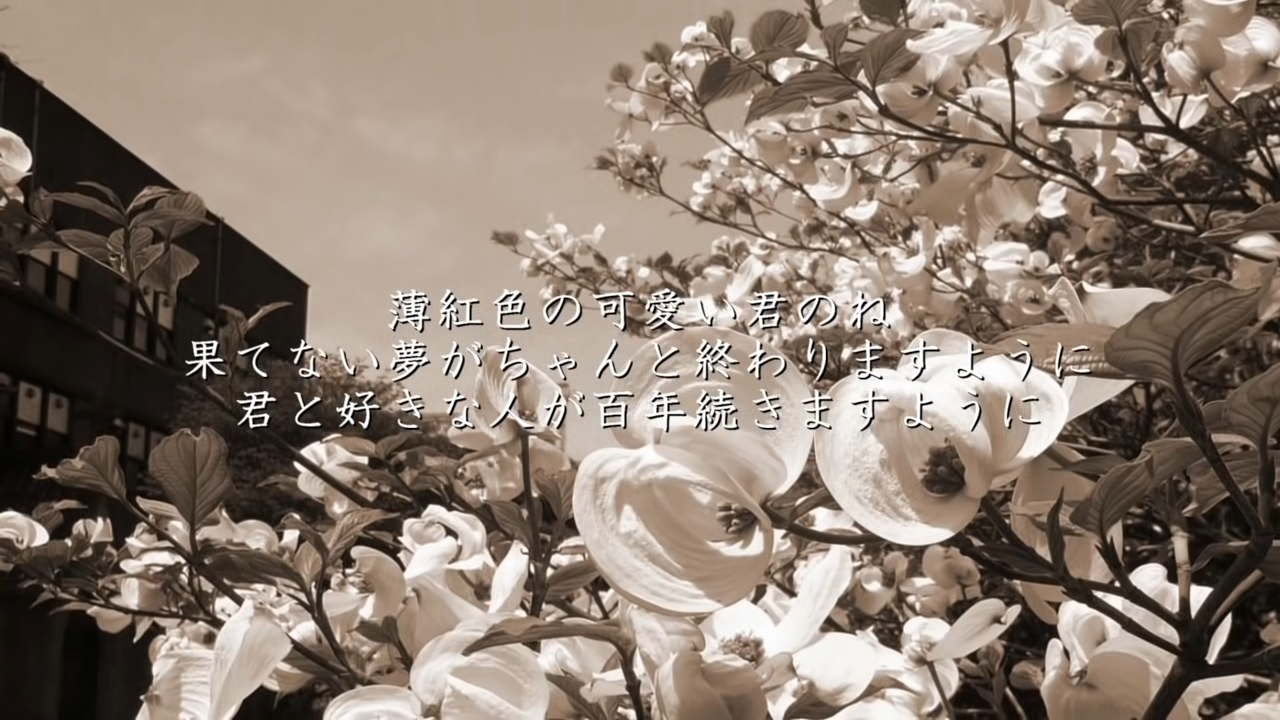 薄紅色の可愛い君のね
果てない夢がちゃんと終わりますように
君と好きな人が百年続きますように